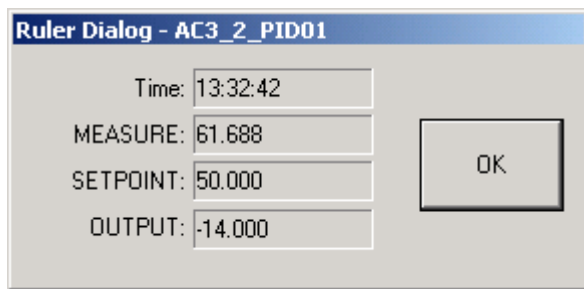 Ruler Dialog - AC3_2_PID01
Time: 13:32:42
MEASURE: 61.688
SETPOINT: 50.000
OUTPUT: -14.000
OK